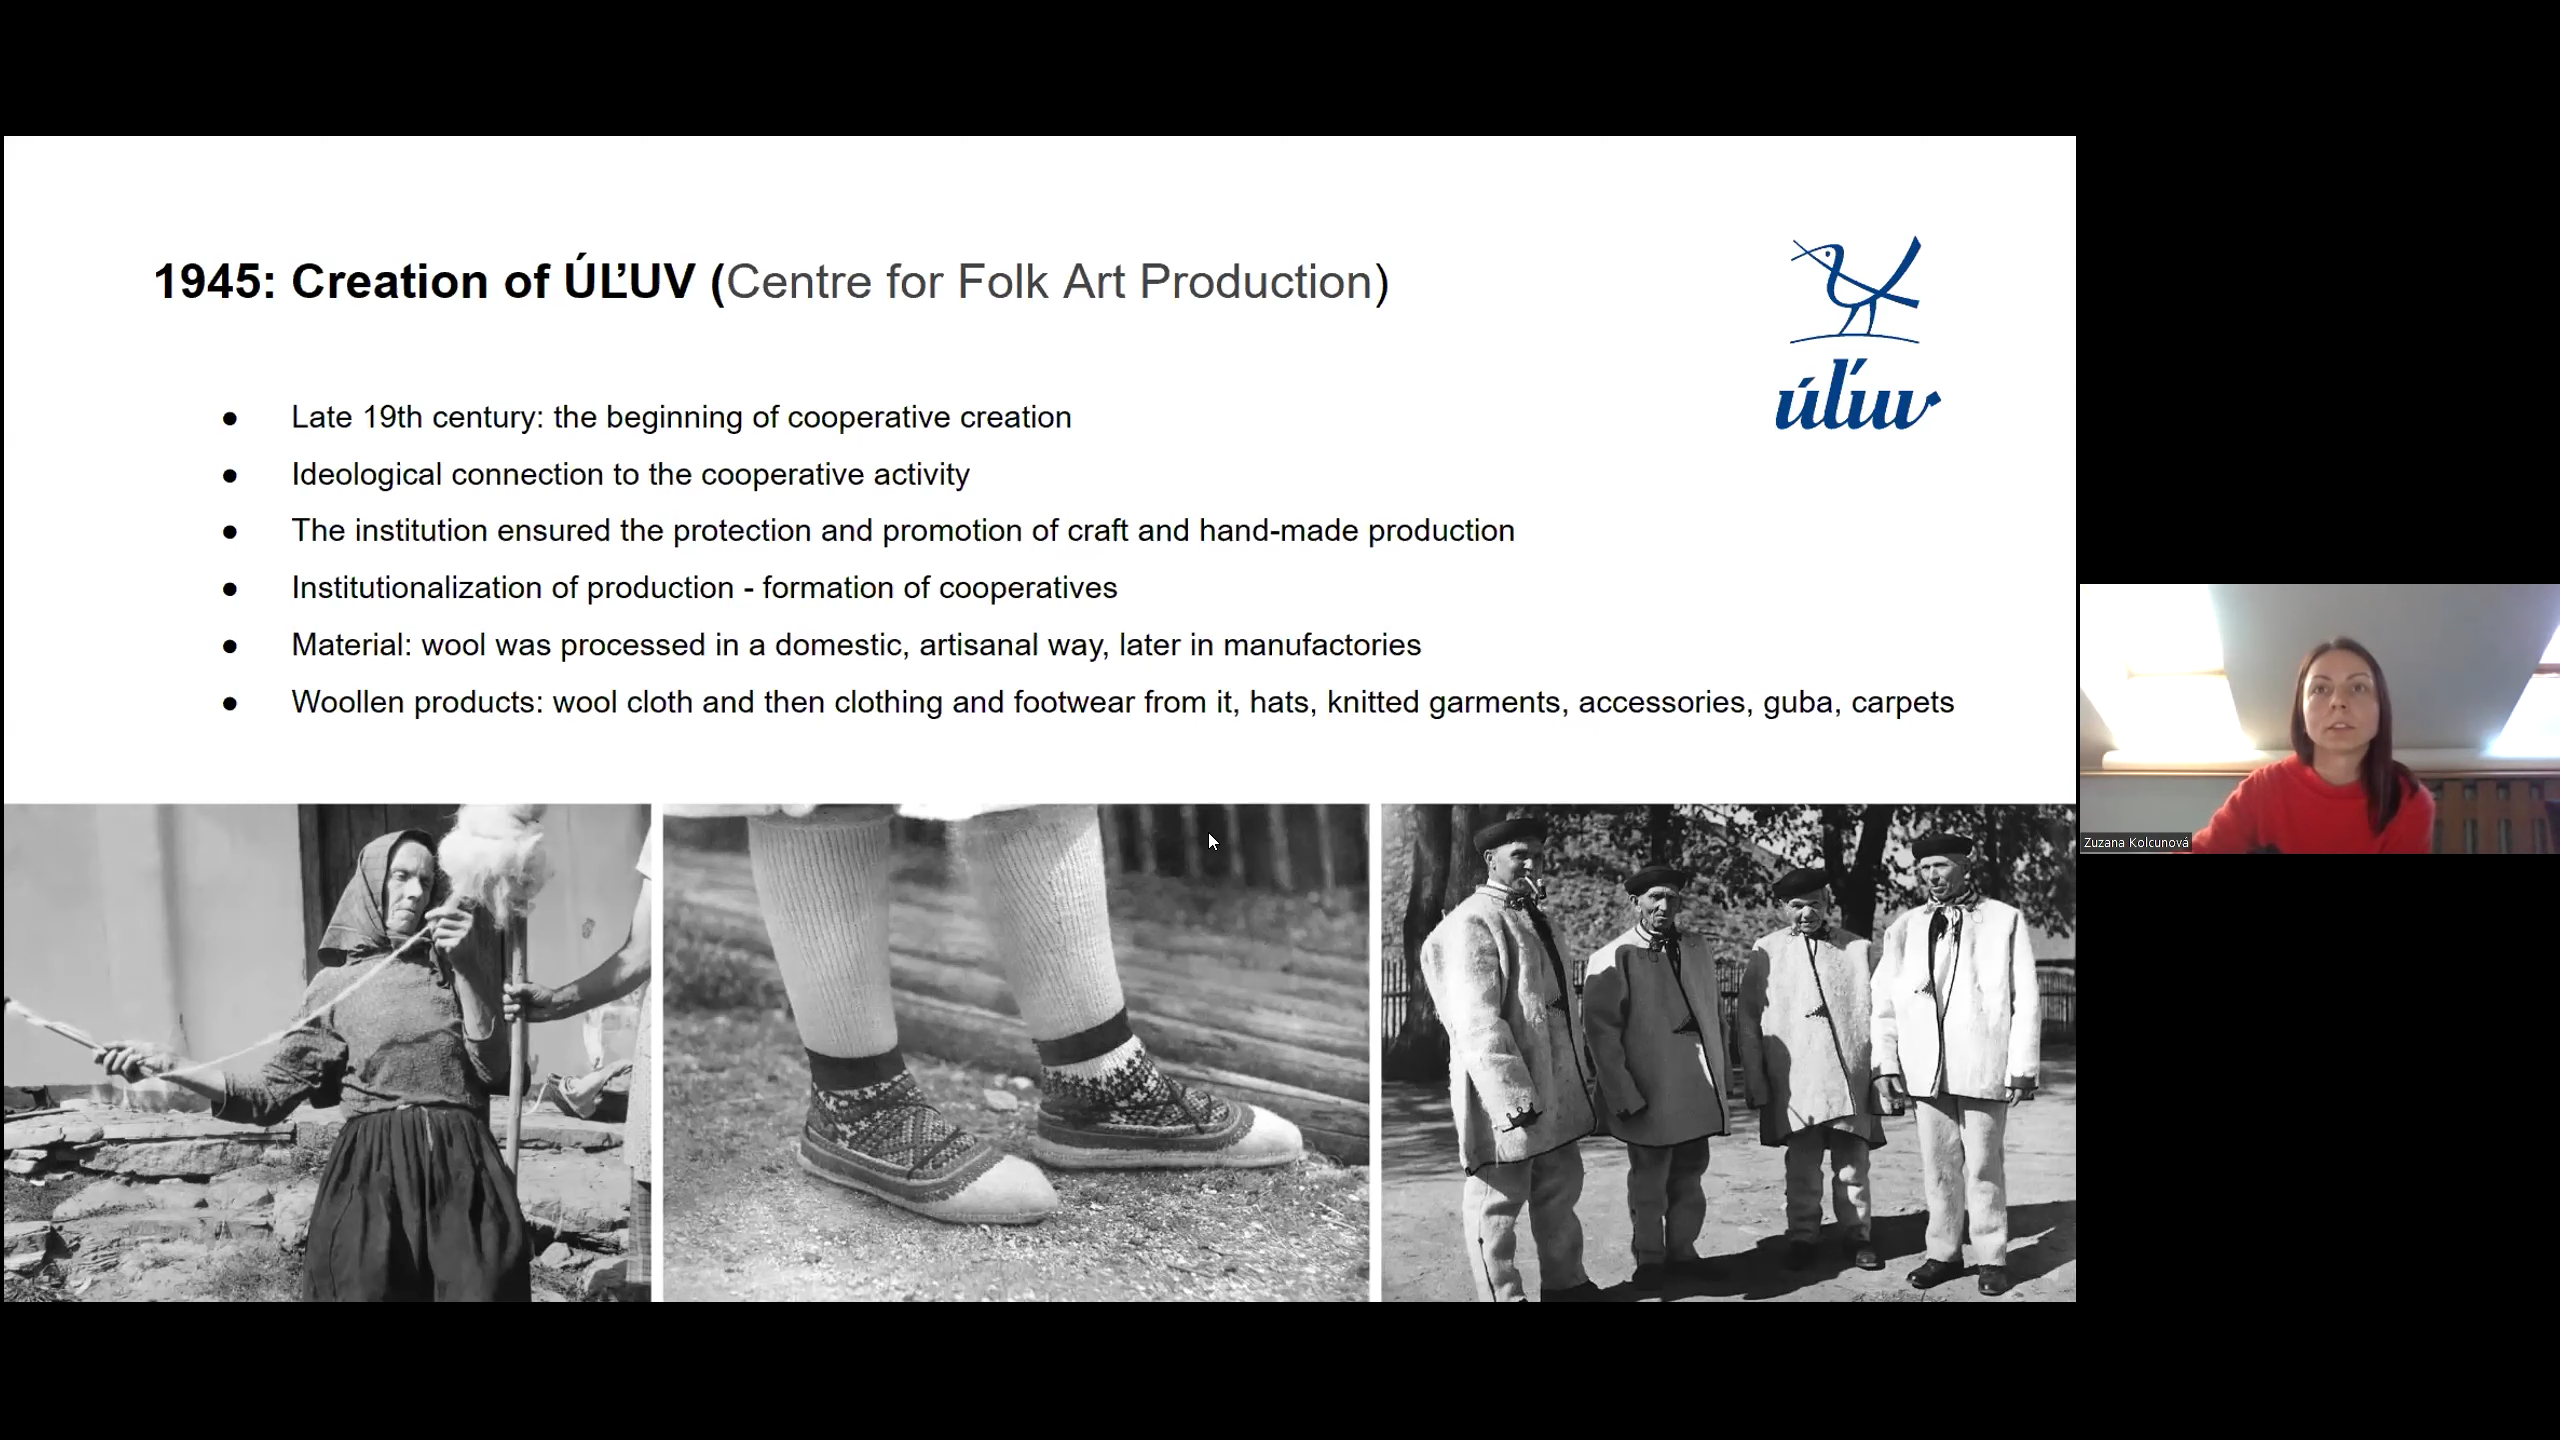 1945: Creation of ÚĽUV (Centre for Folk Art Production)
úľuv
● Late 19th century: the beginning of cooperative creation
● Ideological connection to the cooperative activity
● The institution ensured the protection and promotion of craft and hand-made production
● Institutionalization of production - formation of cooperatives
● Material: wool was processed in a domestic, artisanal way, later in manufactories
● Woollen products: wool cloth and then clothing and footwear from it, hats, knitted garments, accessories, guba, carpets
Zuzana Kolcunová